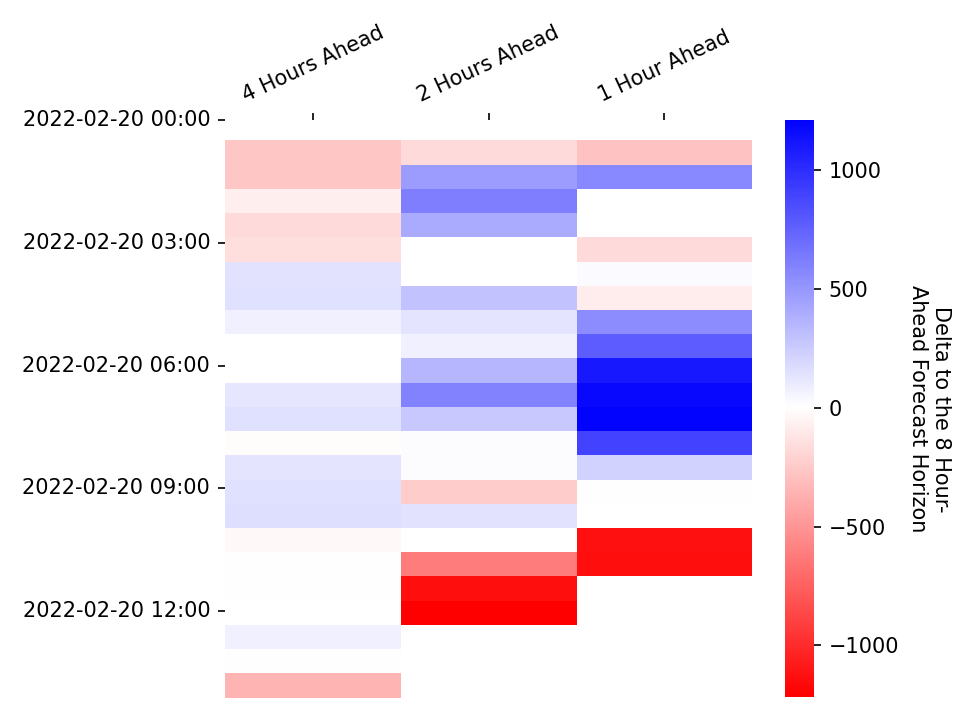 4 Hours Ahead
2 Hours Ahead
1 Hour Ahead
2022-02-20 00:00
2022-02-20 03:00
2022-02-20 06:00
2022-02-20 09:00
2022-02-20 12:00
1000
500
0
−500
−1000
Delta to the 8 Hour-
Ahead Forecast Horizon